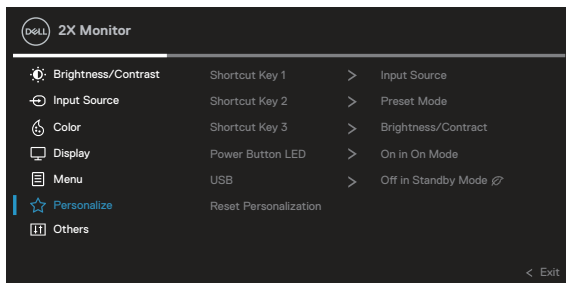 DELL 2X Monitor
Brightness/Contrast Shortcut Key 1 > Input Source
Input Source Shortcut Key 2 > Preset Mode
Color Shortcut Key 3 > Brightness/Contract
Display Power Button LED > On in On Mode
Menu USB > Off in Standby Mode
Personalize Reset Personalization
Others
< Exit